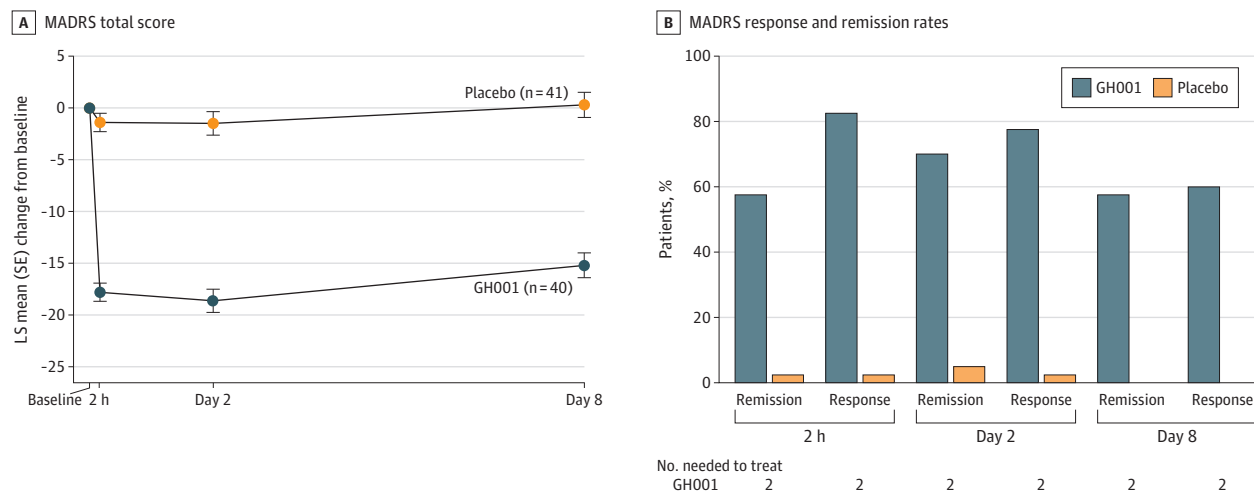 A MADRS total score
5
0
-5
-10
-15
-20
-25
LS mean (SE) change from baseline
Placebo (n = 41)
GH001 (n = 40)
Baseline 2 h Day 2 Day 8
B MADRS response and remission rates
100
80
60
40
20
0
Patients, %
GH001 Placebo
Remission Response Remission Response Remission Response
2 h Day 2 Day 8
No. needed to treat
GH001 2 2 2 2 2 2